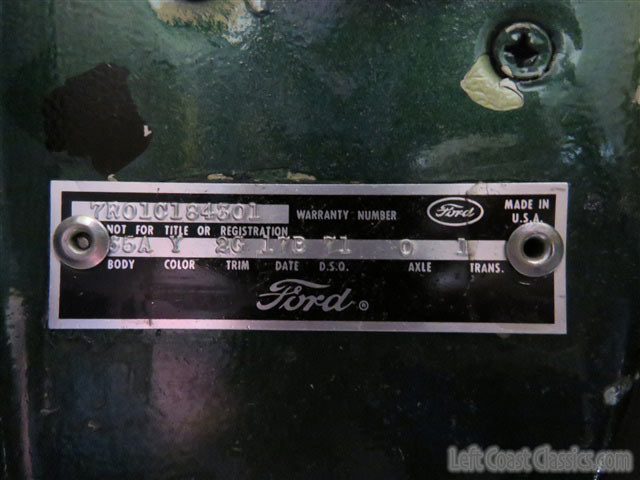 7R01C184301 WARRANTY NUMBER Ford MADE IN U.S.A.
NOT FOR TITLE OR REGISTRATION
65A Y 2G 17B 71 0 1
BODY COLOR TRIM DATE D.S.O. AXLE TRANS.
Ford ®
Left Coast Classics.com